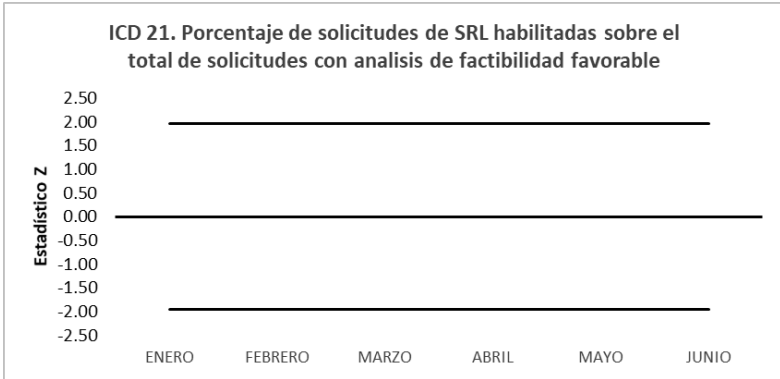 ICD 21. Porcentaje de solicitudes de SRL habilitadas sobre el
total de solicitudes con analisis de factibilidad favorable
Estadístico Z
2.50
2.00
1.50
1.00
0.50
0.00
-0.50
-1.00
-1.50
-2.00
-2.50
ENERO FEBRERO MARZO ABRIL MAYO JUNIO